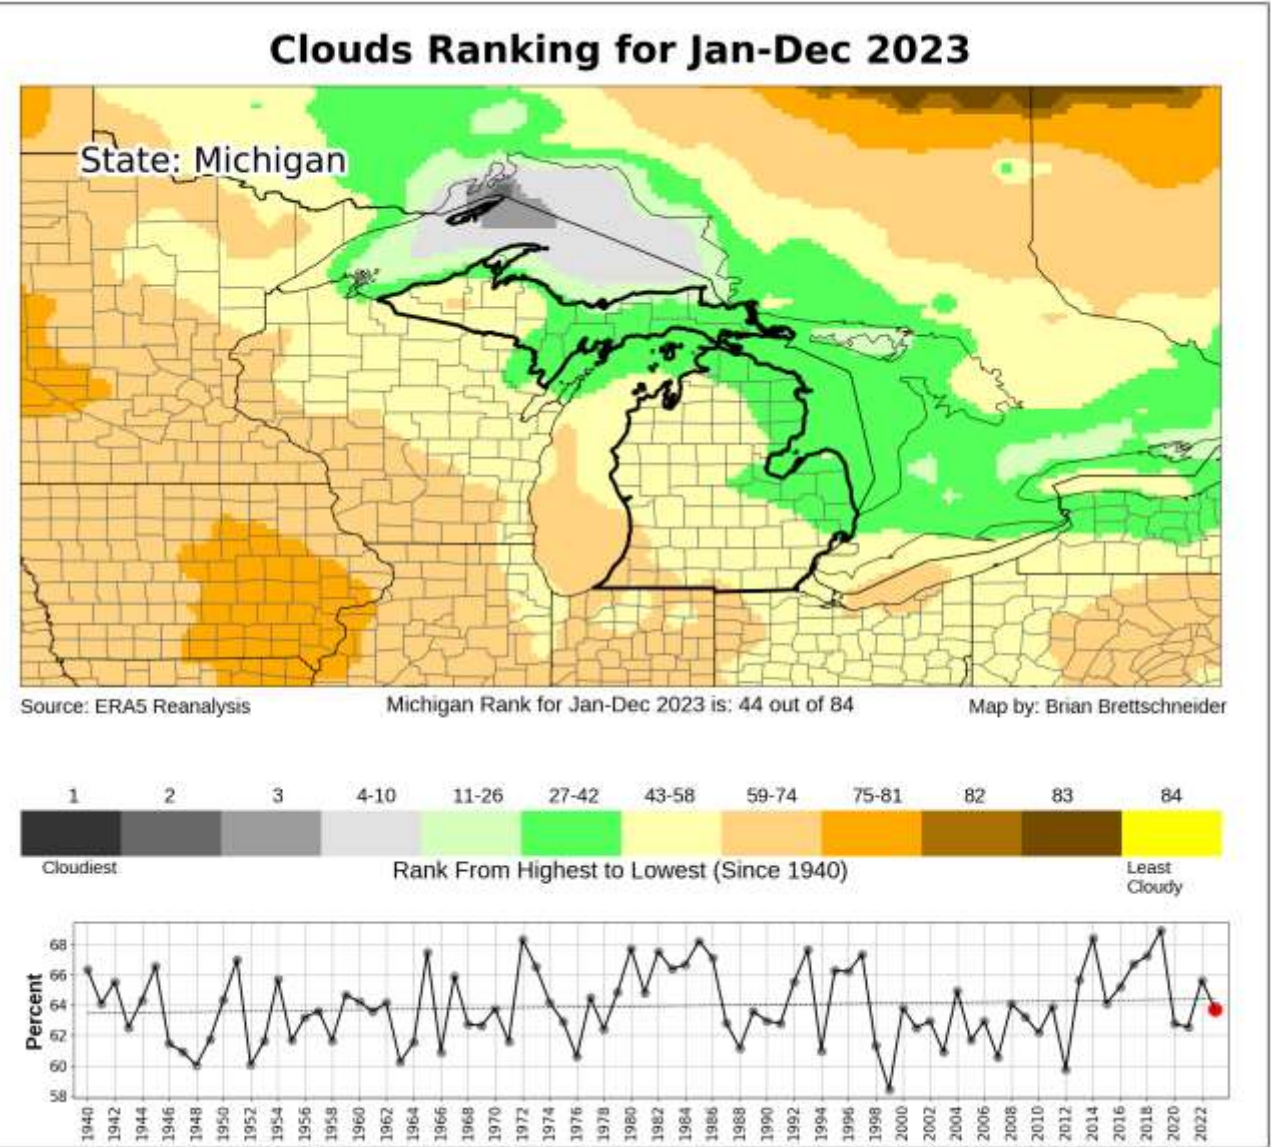 Clouds Ranking for Jan-Dec 2023
State: Michigan
Source: ERA5 Reanalysis
Michigan Rank for Jan-Dec 2023 is: 44 out of 84
Map by: Brian Brettschneider
1 2 3 4-10 11-26 27-42 43-58 59-74 75-81 82 83 84
Cloudiest
Rank From Highest to Lowest (Since 1940)
Least
Cloudy
Percent
68
66
64
62
60
58
1940 1942 1944 1946 1948 1950 1952 1954 1956 1958 1960 1962 1964 1966 1968 1970 1972 1974 1976 1978 1980 1982 1984 1986 1988 1990 1992 1994 1996 1998 2000 2002 2004 2006 2008 2010 2012 2014 2016 2018 2020 2022